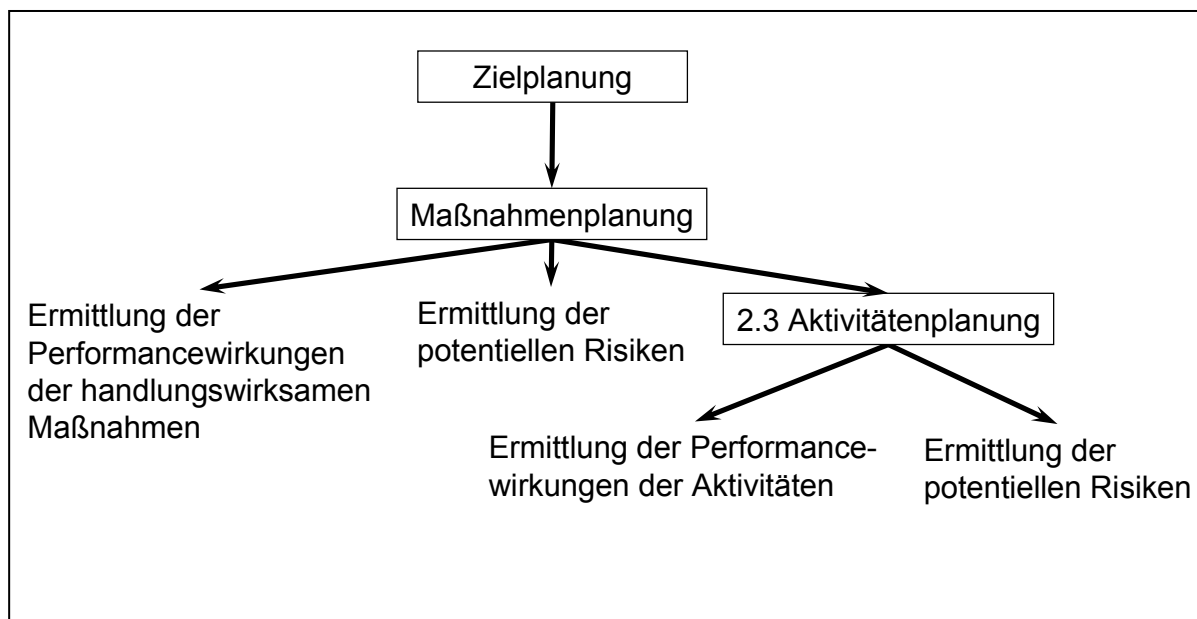 Zielplanung
Maßnahmenplanung
Ermittlung der
Performancewirkungen
der handlungswirksamen
Maßnahmen
Ermittlung der
potentiellen Risiken
2.3 Aktivitätenplanung
Ermittlung der Performance-
wirkungen der Aktivitäten
Ermittlung der
potentiellen Risiken